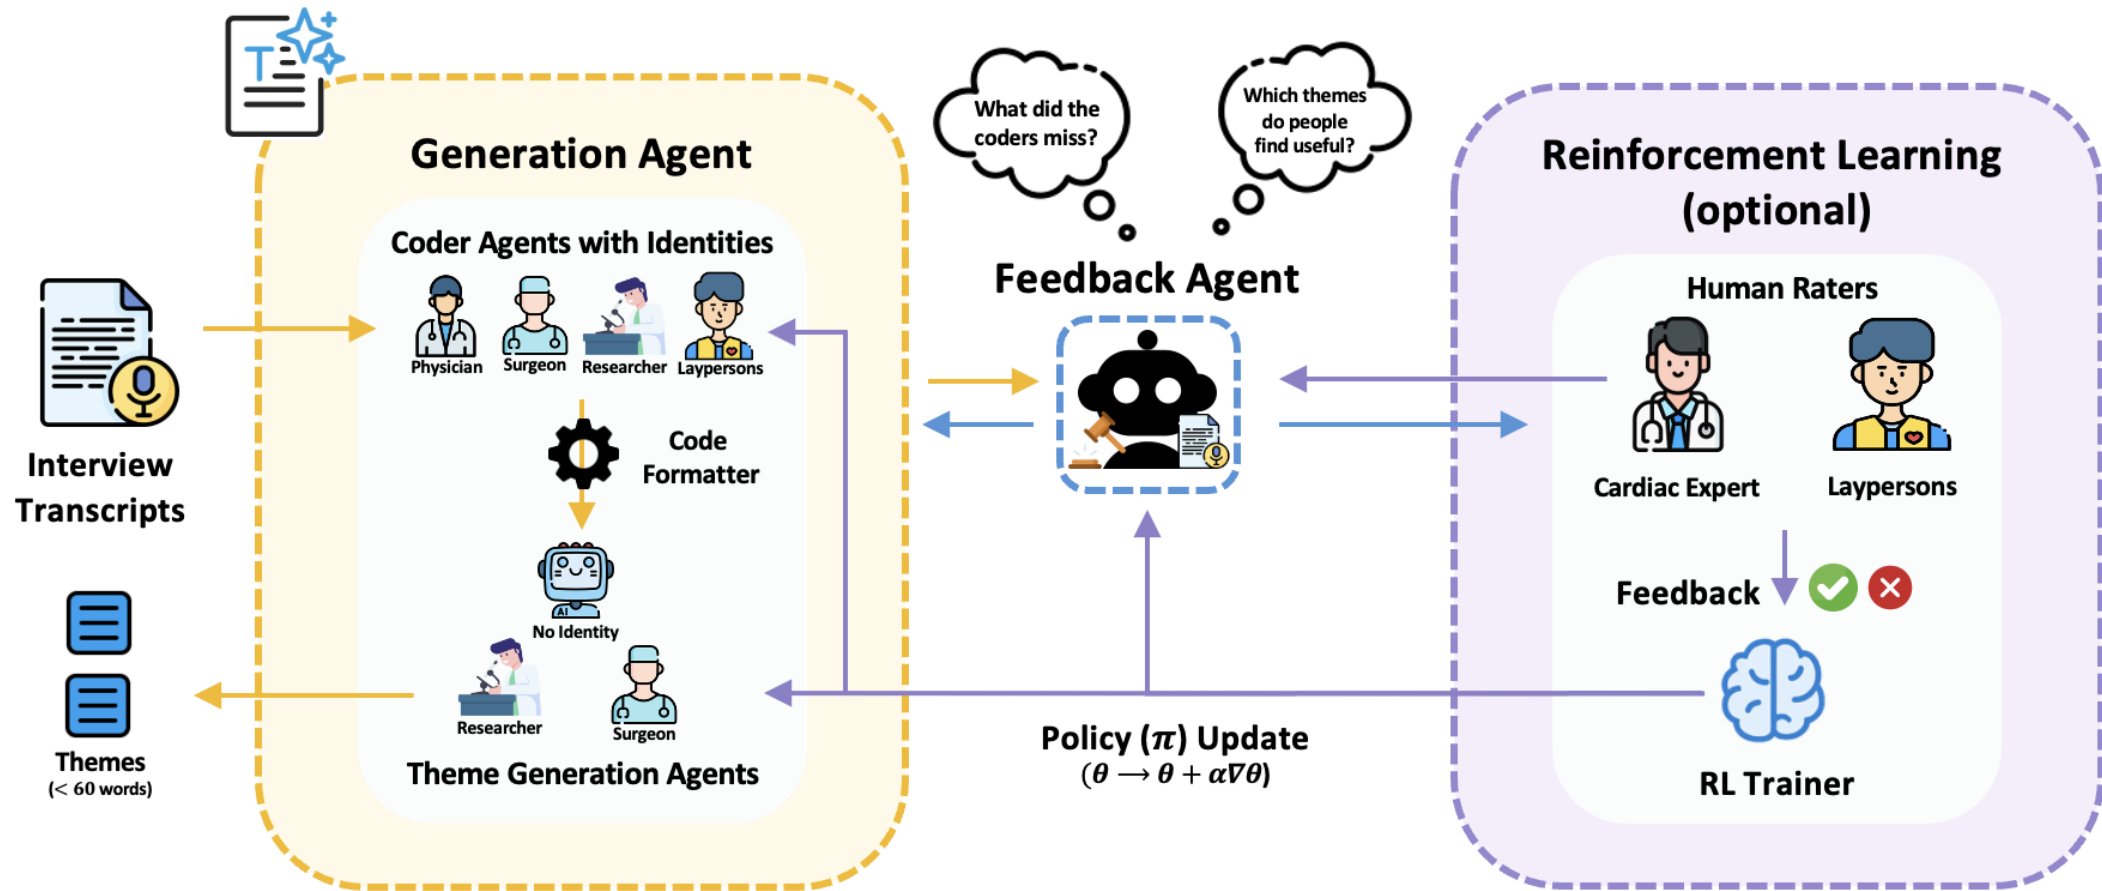 T
Generation Agent
Coder Agents with Identities
Physician
Surgeon
Researcher
Laypersons
Code
Formatter
AI
No Identity
Researcher
Surgeon
Theme Generation Agents
Interview
Transcripts
Themes
(< 60 words)
What did the
coders miss?
Which themes
do people
find useful?
Feedback Agent
Policy (π) Update
(θ → θ + α∇θ)
Reinforcement Learning
(optional)
Human Raters
Cardiac Expert
Laypersons
Feedback
RL Trainer